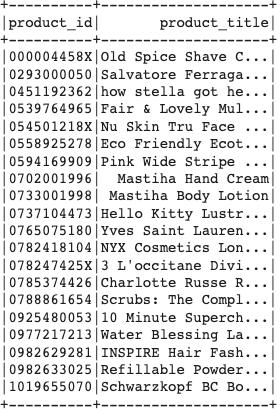 +----------+--------------------+
|product_id|       product_title|
+----------+--------------------+
|000004458X|Old Spice Shave C...|
|0293000050|Salvatore Ferraga...|
|0451192362|how stella got he...|
|0539764965|Fair & Lovely Mul...|
|054501218X|Nu Skin Tru Face ...|
|0558925278|Eco Friendly Ecot...|
|0594169909|Pink Wide Stripe ...|
|0702001996|  Mastiha Hand Cream|
|0733001998| Mastiha Body Lotion|
|0737104473|Hello Kitty Lustr...|
|0765075180|Yves Saint Lauren...|
|0782418104|NYX Cosmetics Lon...|
|078247425X|3 L'occitane Divi...|
|0785374426|Charlotte Russe R...|
|0788861654|Scrubs: The Compl...|
|0925480053|10 Minute Superch...|
|0977217213|Water Blessing La...|
|0982629281|INSPIRE Hair Fash...|
|0982633025|Refillable Powder...|
|1019655070|Schwarzkopf BC Bo...|
+----------+--------------------+